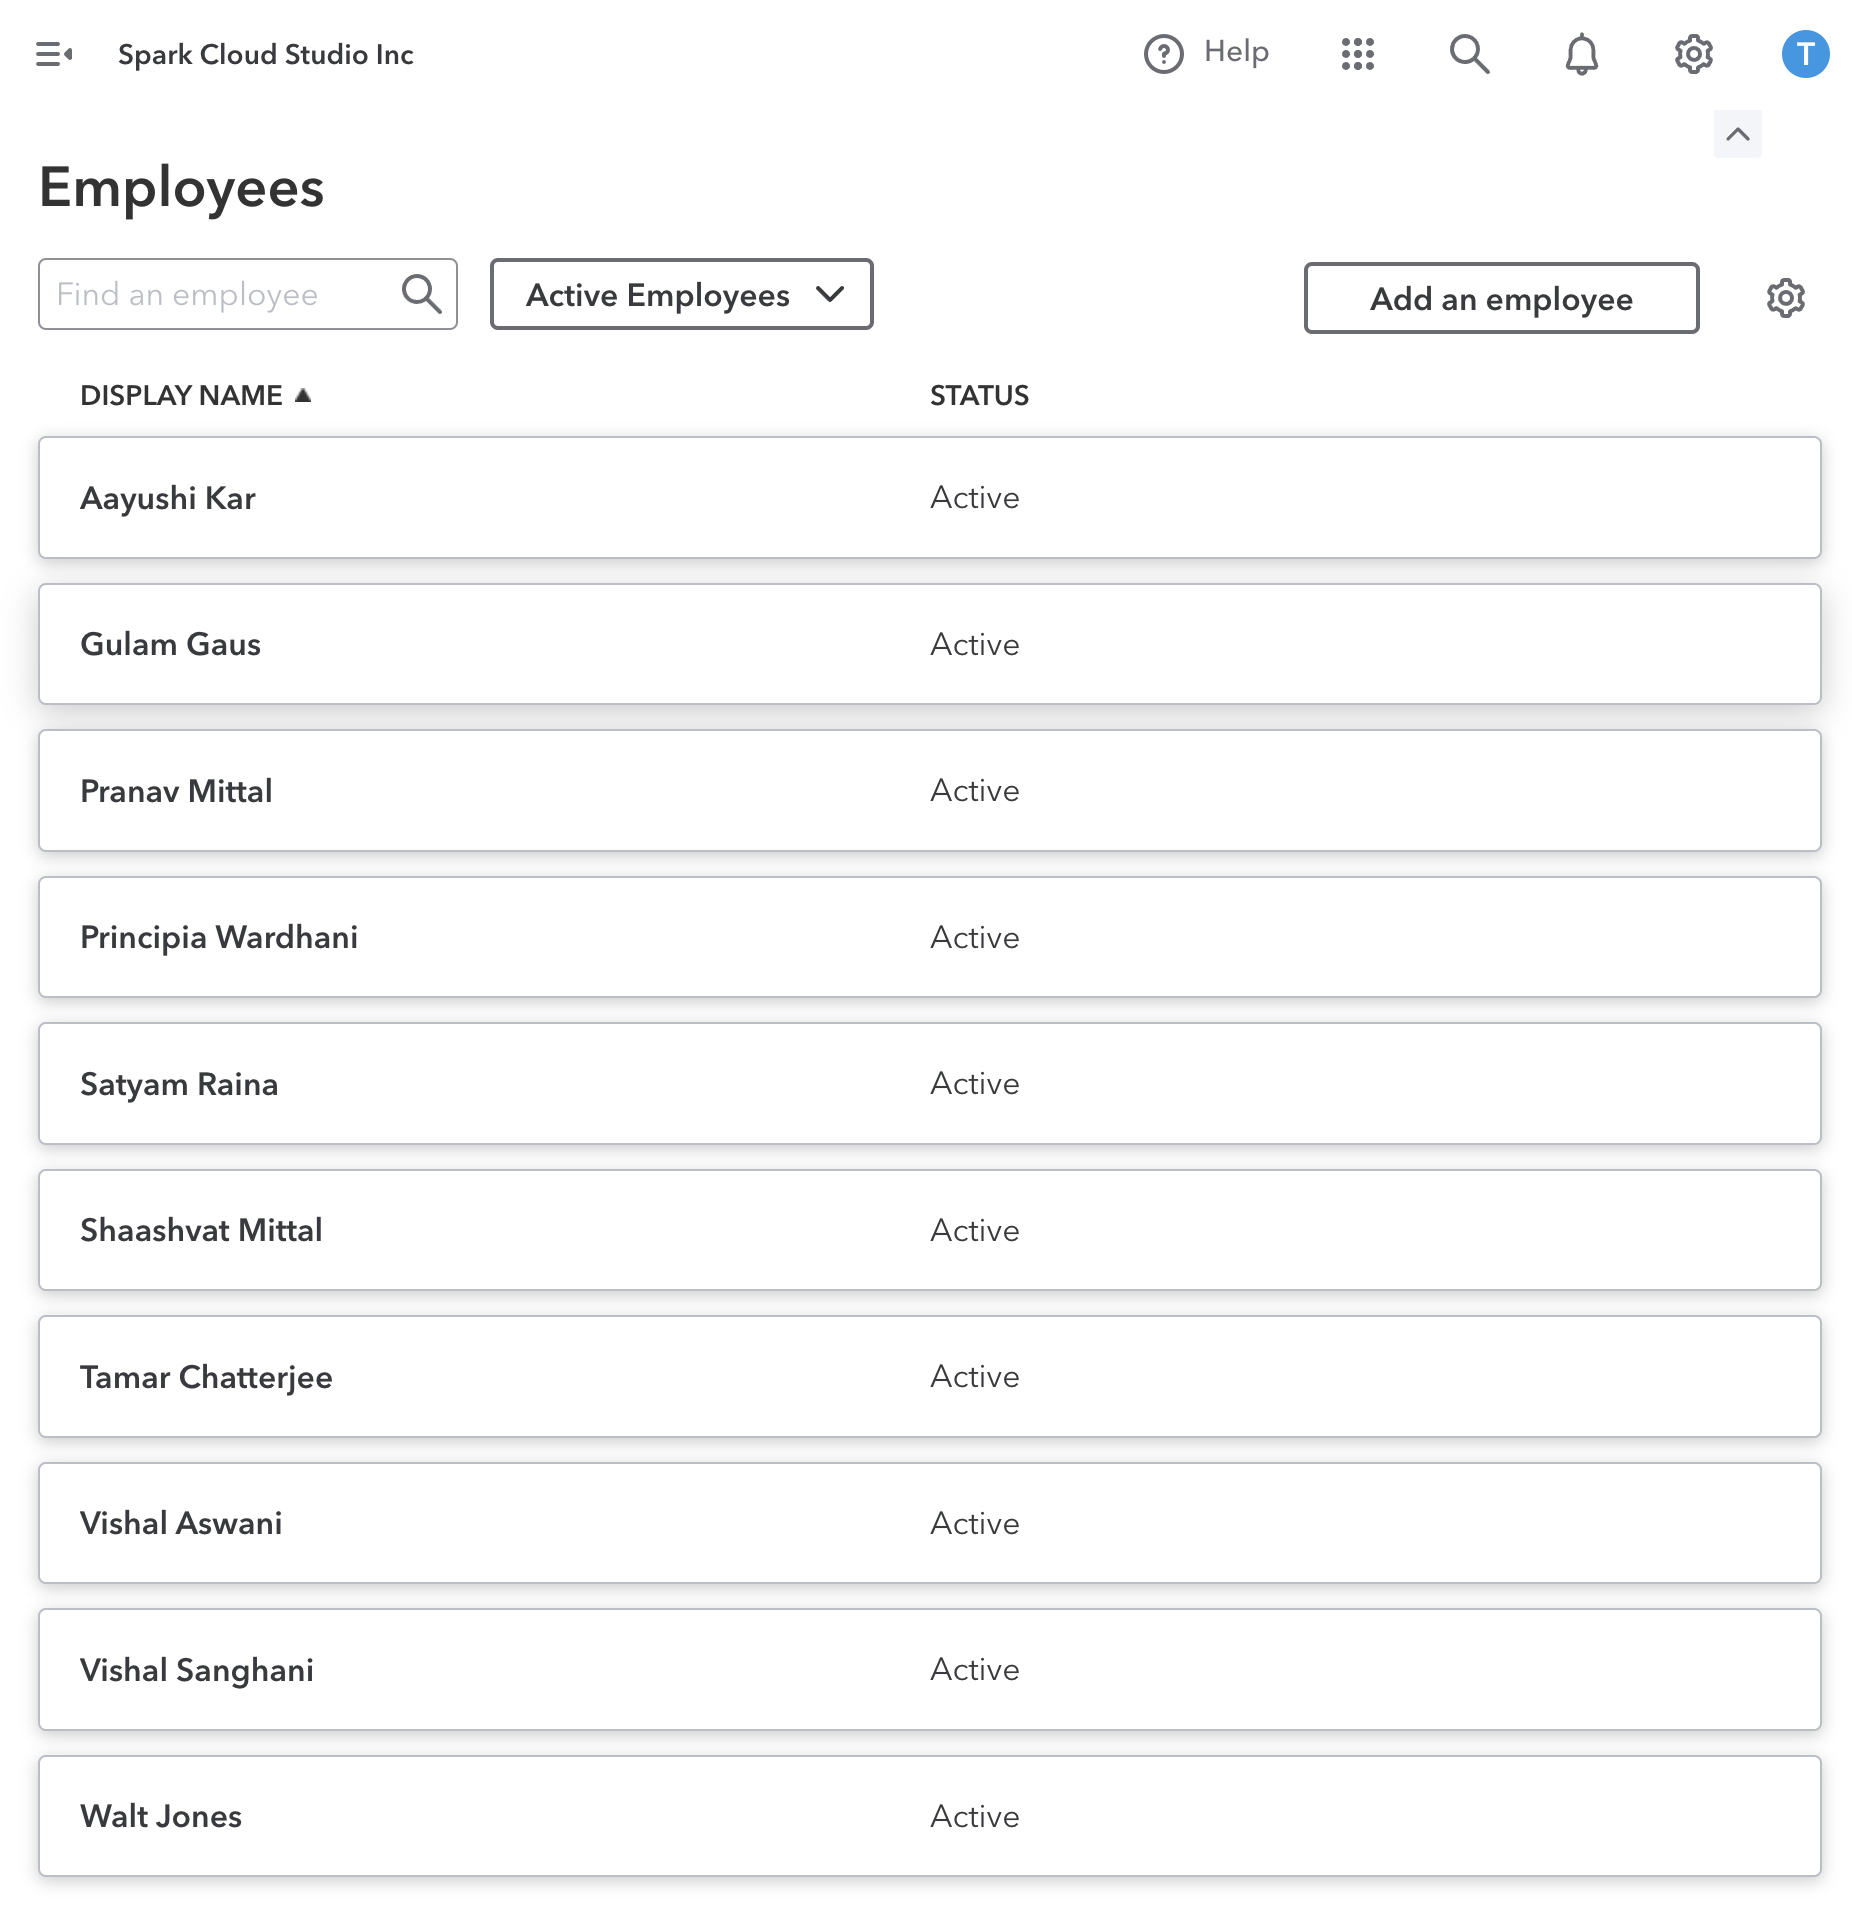 Spark Cloud Studio Inc
Help
T
Employees
Find an employee
Active Employees
Add an employee
DISPLAY NAME ▲
STATUS
Aayushi Kar Active
Gulam Gaus Active
Pranav Mittal Active
Principia Wardhani Active
Satyam Raina Active
Shaashvat Mittal Active
Tamar Chatterjee Active
Vishal Aswani Active
Vishal Sanghani Active
Walt Jones Active